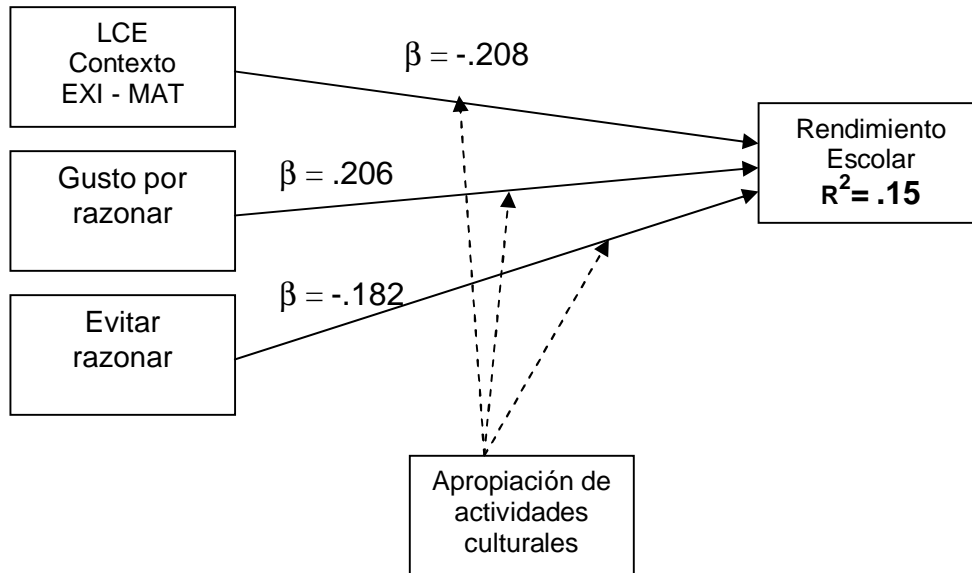 LCE
Contexto
EXI - MAT
β = -.208
Gusto por
razonar
β = .206
Evitar
razonar
β = -.182
Rendimiento
Escolar
R²= .15
Apropiación de
actividades
culturales